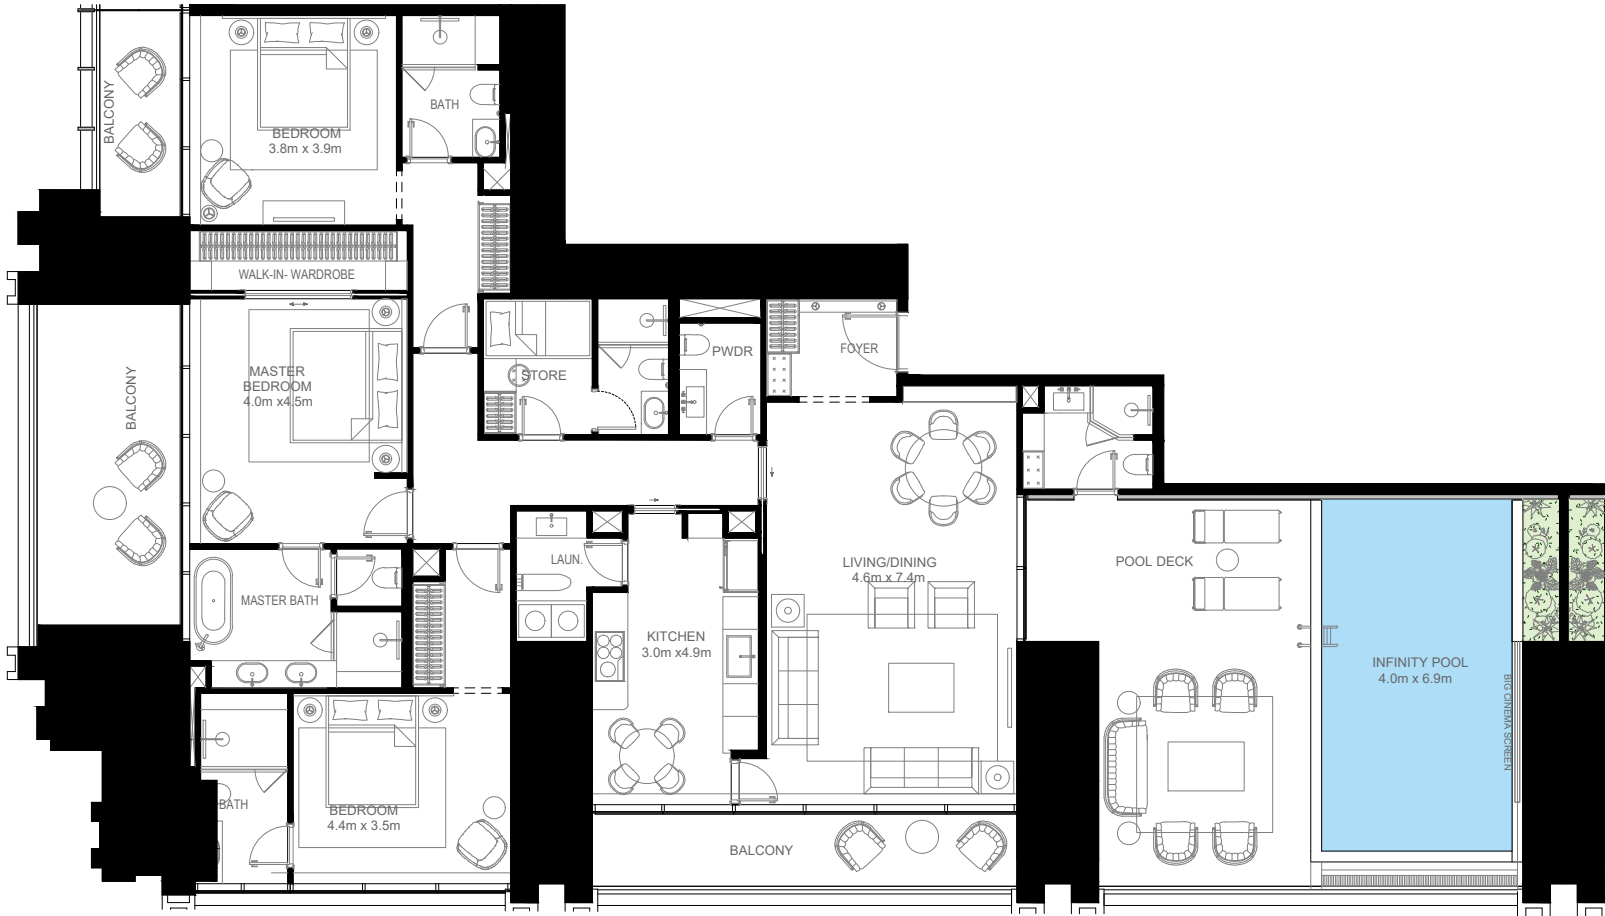 BALCONY
BEDROOM
3.8m x 3.9m
BATH
WALK-IN- WARDROBE
BALCONY
MASTER
BEDROOM
4.0m x4.5m
STORE
PWDR
FOYER
MASTER BATH
LAUN.
KITCHEN
3.0m x4.9m
LIVING/DINING
4.6m x 7.4m
POOL DECK
INFINITY POOL
4.0m x 6.9m
BIG CINEMA SCREEN
BATH
BEDROOM
4.4m x 3.5m
BALCONY